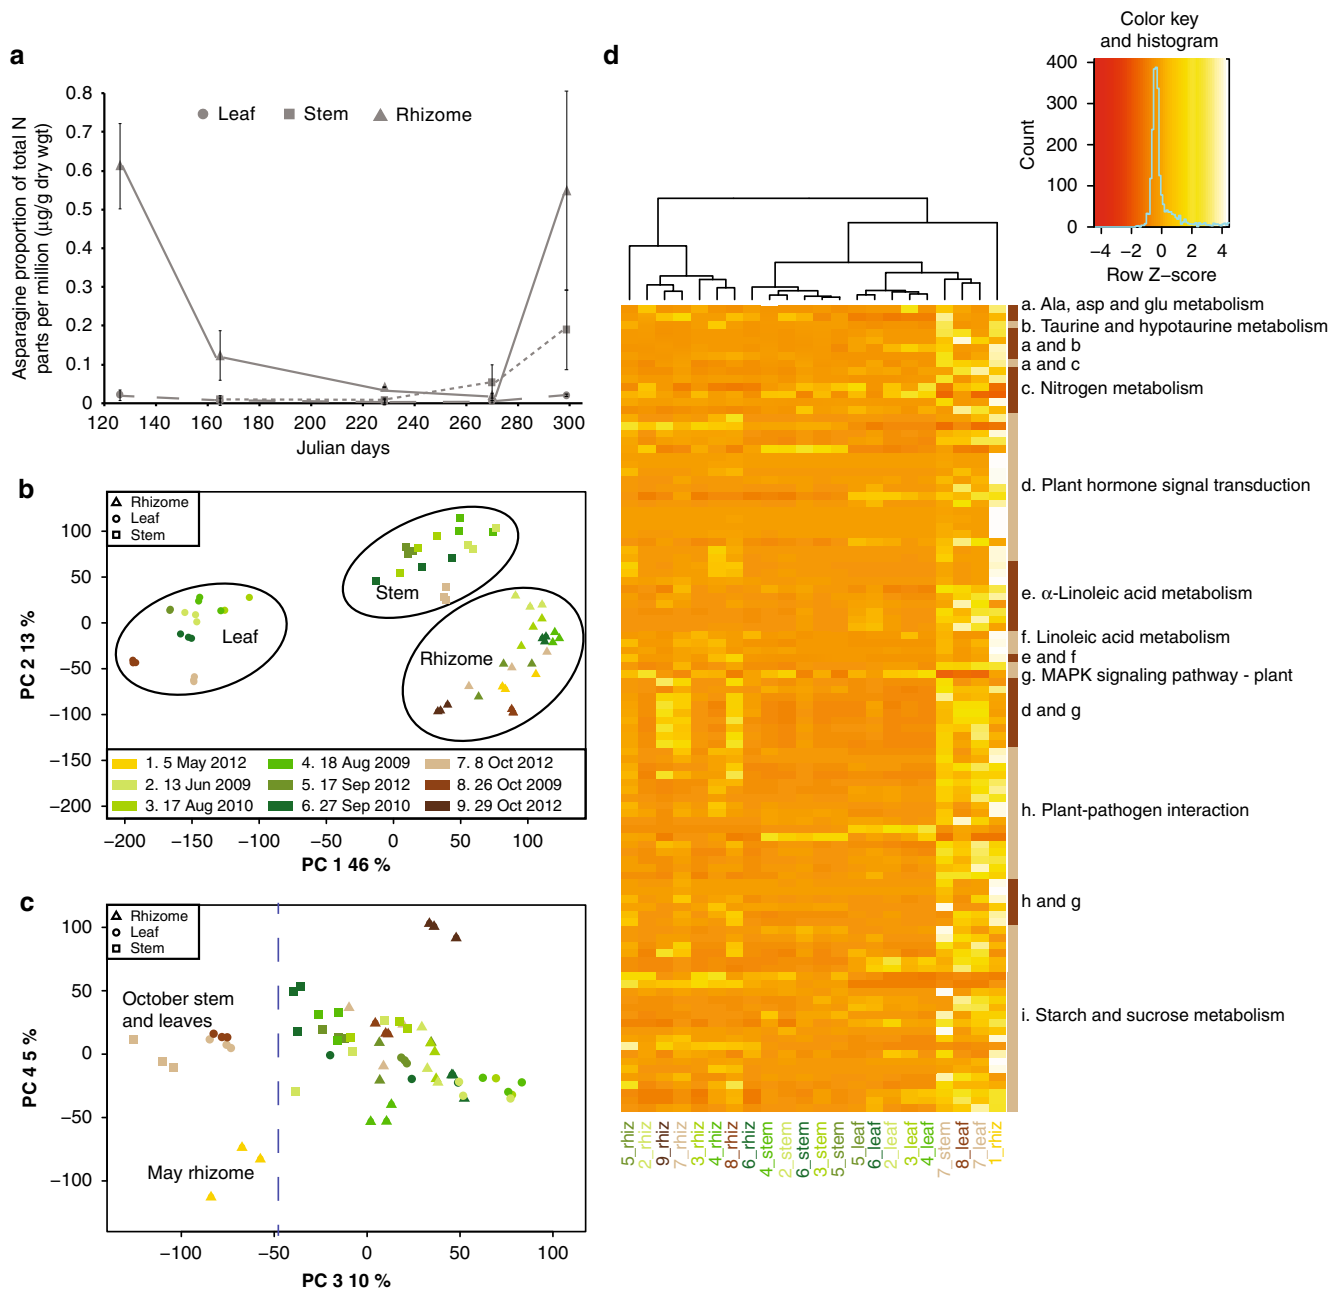 a
Asparagine proportion of total N
parts per million (µg/g dry wgt)
0.8
0.7
0.6
0.5
0.4
0.3
0.2
0.1
0
Leaf
Stem
Rhizome
120 140 160 180 200 220 240 260 280 300
Julian days
b
Rhizome
Leaf
Stem
PC 2 13 %
100
50
0
−50
−100
−150
−200
Stem
Leaf
Rhizome
1. 5 May 2012
2. 13 Jun 2009
3. 17 Aug 2010
4. 18 Aug 2009
5. 17 Sep 2012
6. 27 Sep 2010
7. 8 Oct 2012
8. 26 Oct 2009
9. 29 Oct 2012
−200 −150 −100 −50 0 50 100
PC 1 46 %
c
Rhizome
Leaf
Stem
PC 4 5 %
100
50
0
−50
−100
October stem
and leaves
May rhizome
−100 −50 0 50 100
PC 3 10 %
d
Color key
and histogram
Count
400
300
200
100
0
−4 −2 0 2 4
Row Z−score
a. Ala, asp and glu metabolism
b. Taurine and hypotaurine metabolism
a and b
a and c
c. Nitrogen metabolism
d. Plant hormone signal transduction
e. α-Linoleic acid metabolism
f. Linoleic acid metabolism
e and f
g. MAPK signaling pathway - plant
d and g
h. Plant-pathogen interaction
h and g
i. Starch and sucrose metabolism
5_rhiz
2_rhiz
9_rhiz
7_rhiz
3_rhiz
4_rhiz
8_rhiz
6_rhiz
4_stem
2_stem
6_stem
3_stem
5_stem
5_leaf
6_leaf
2_leaf
3_leaf
4_leaf
7_stem
8_leaf
7_leaf
1_rhiz